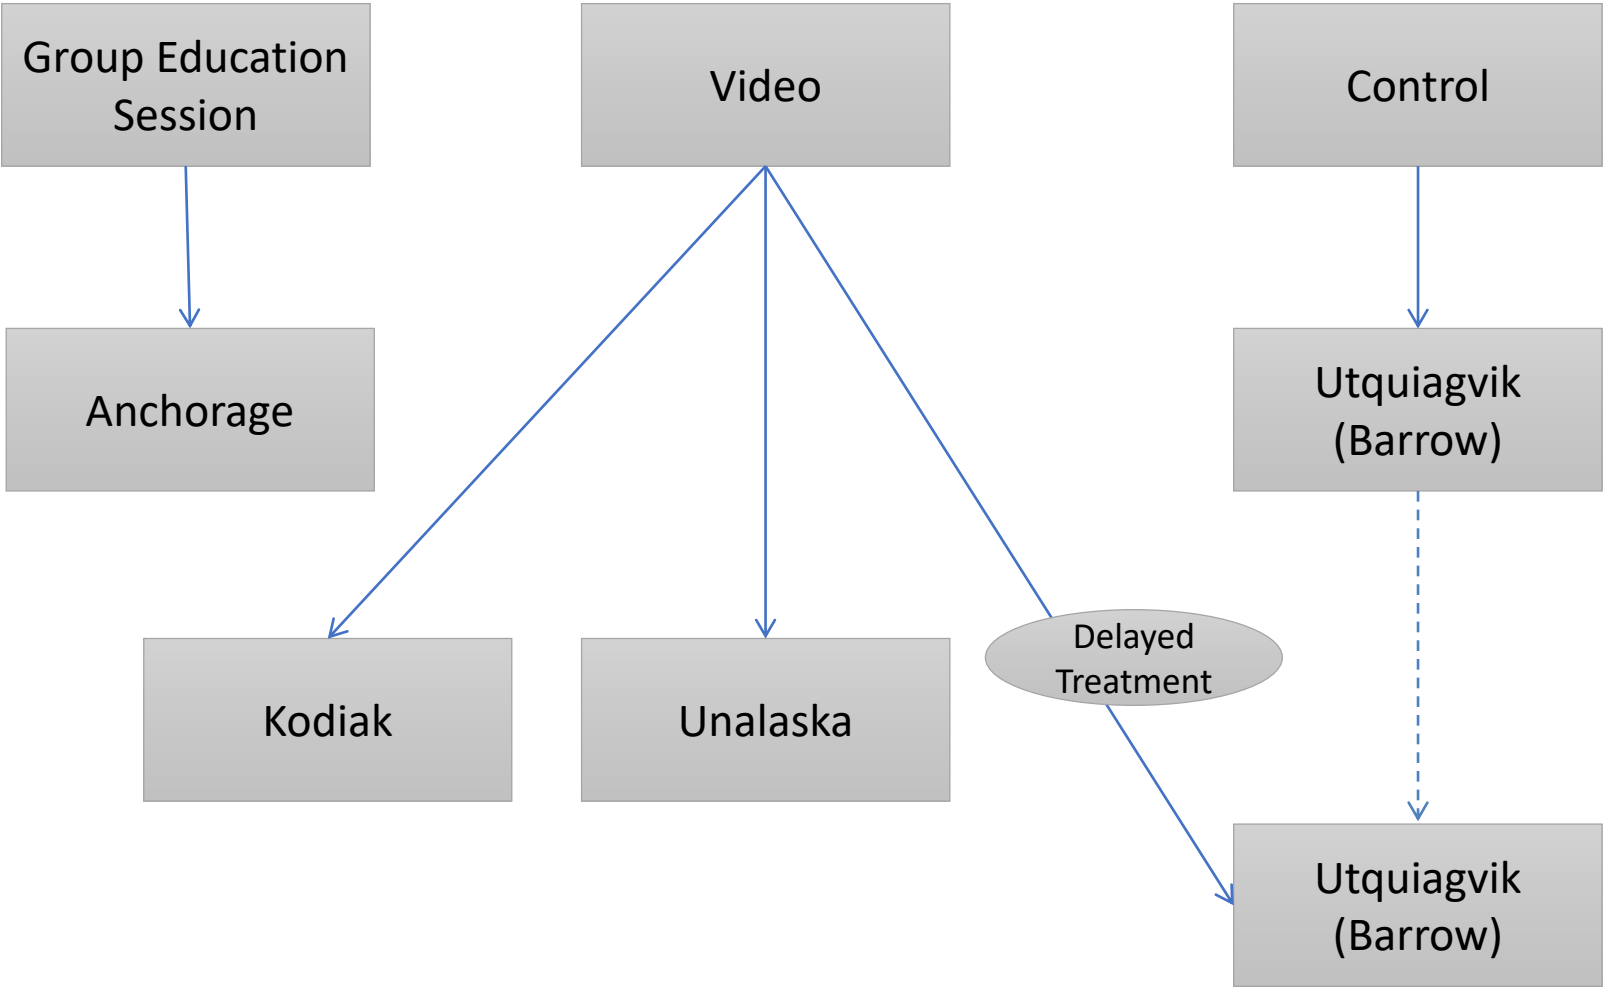 Group Education
Session
Video
Control
Anchorage
Utquiagvik
(Barrow)
Delayed
Treatment
Kodiak
Unalaska
Utquiagvik
(Barrow)